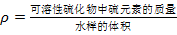 ρ = 可溶性硫化物中硫元素的质量
水样的体积